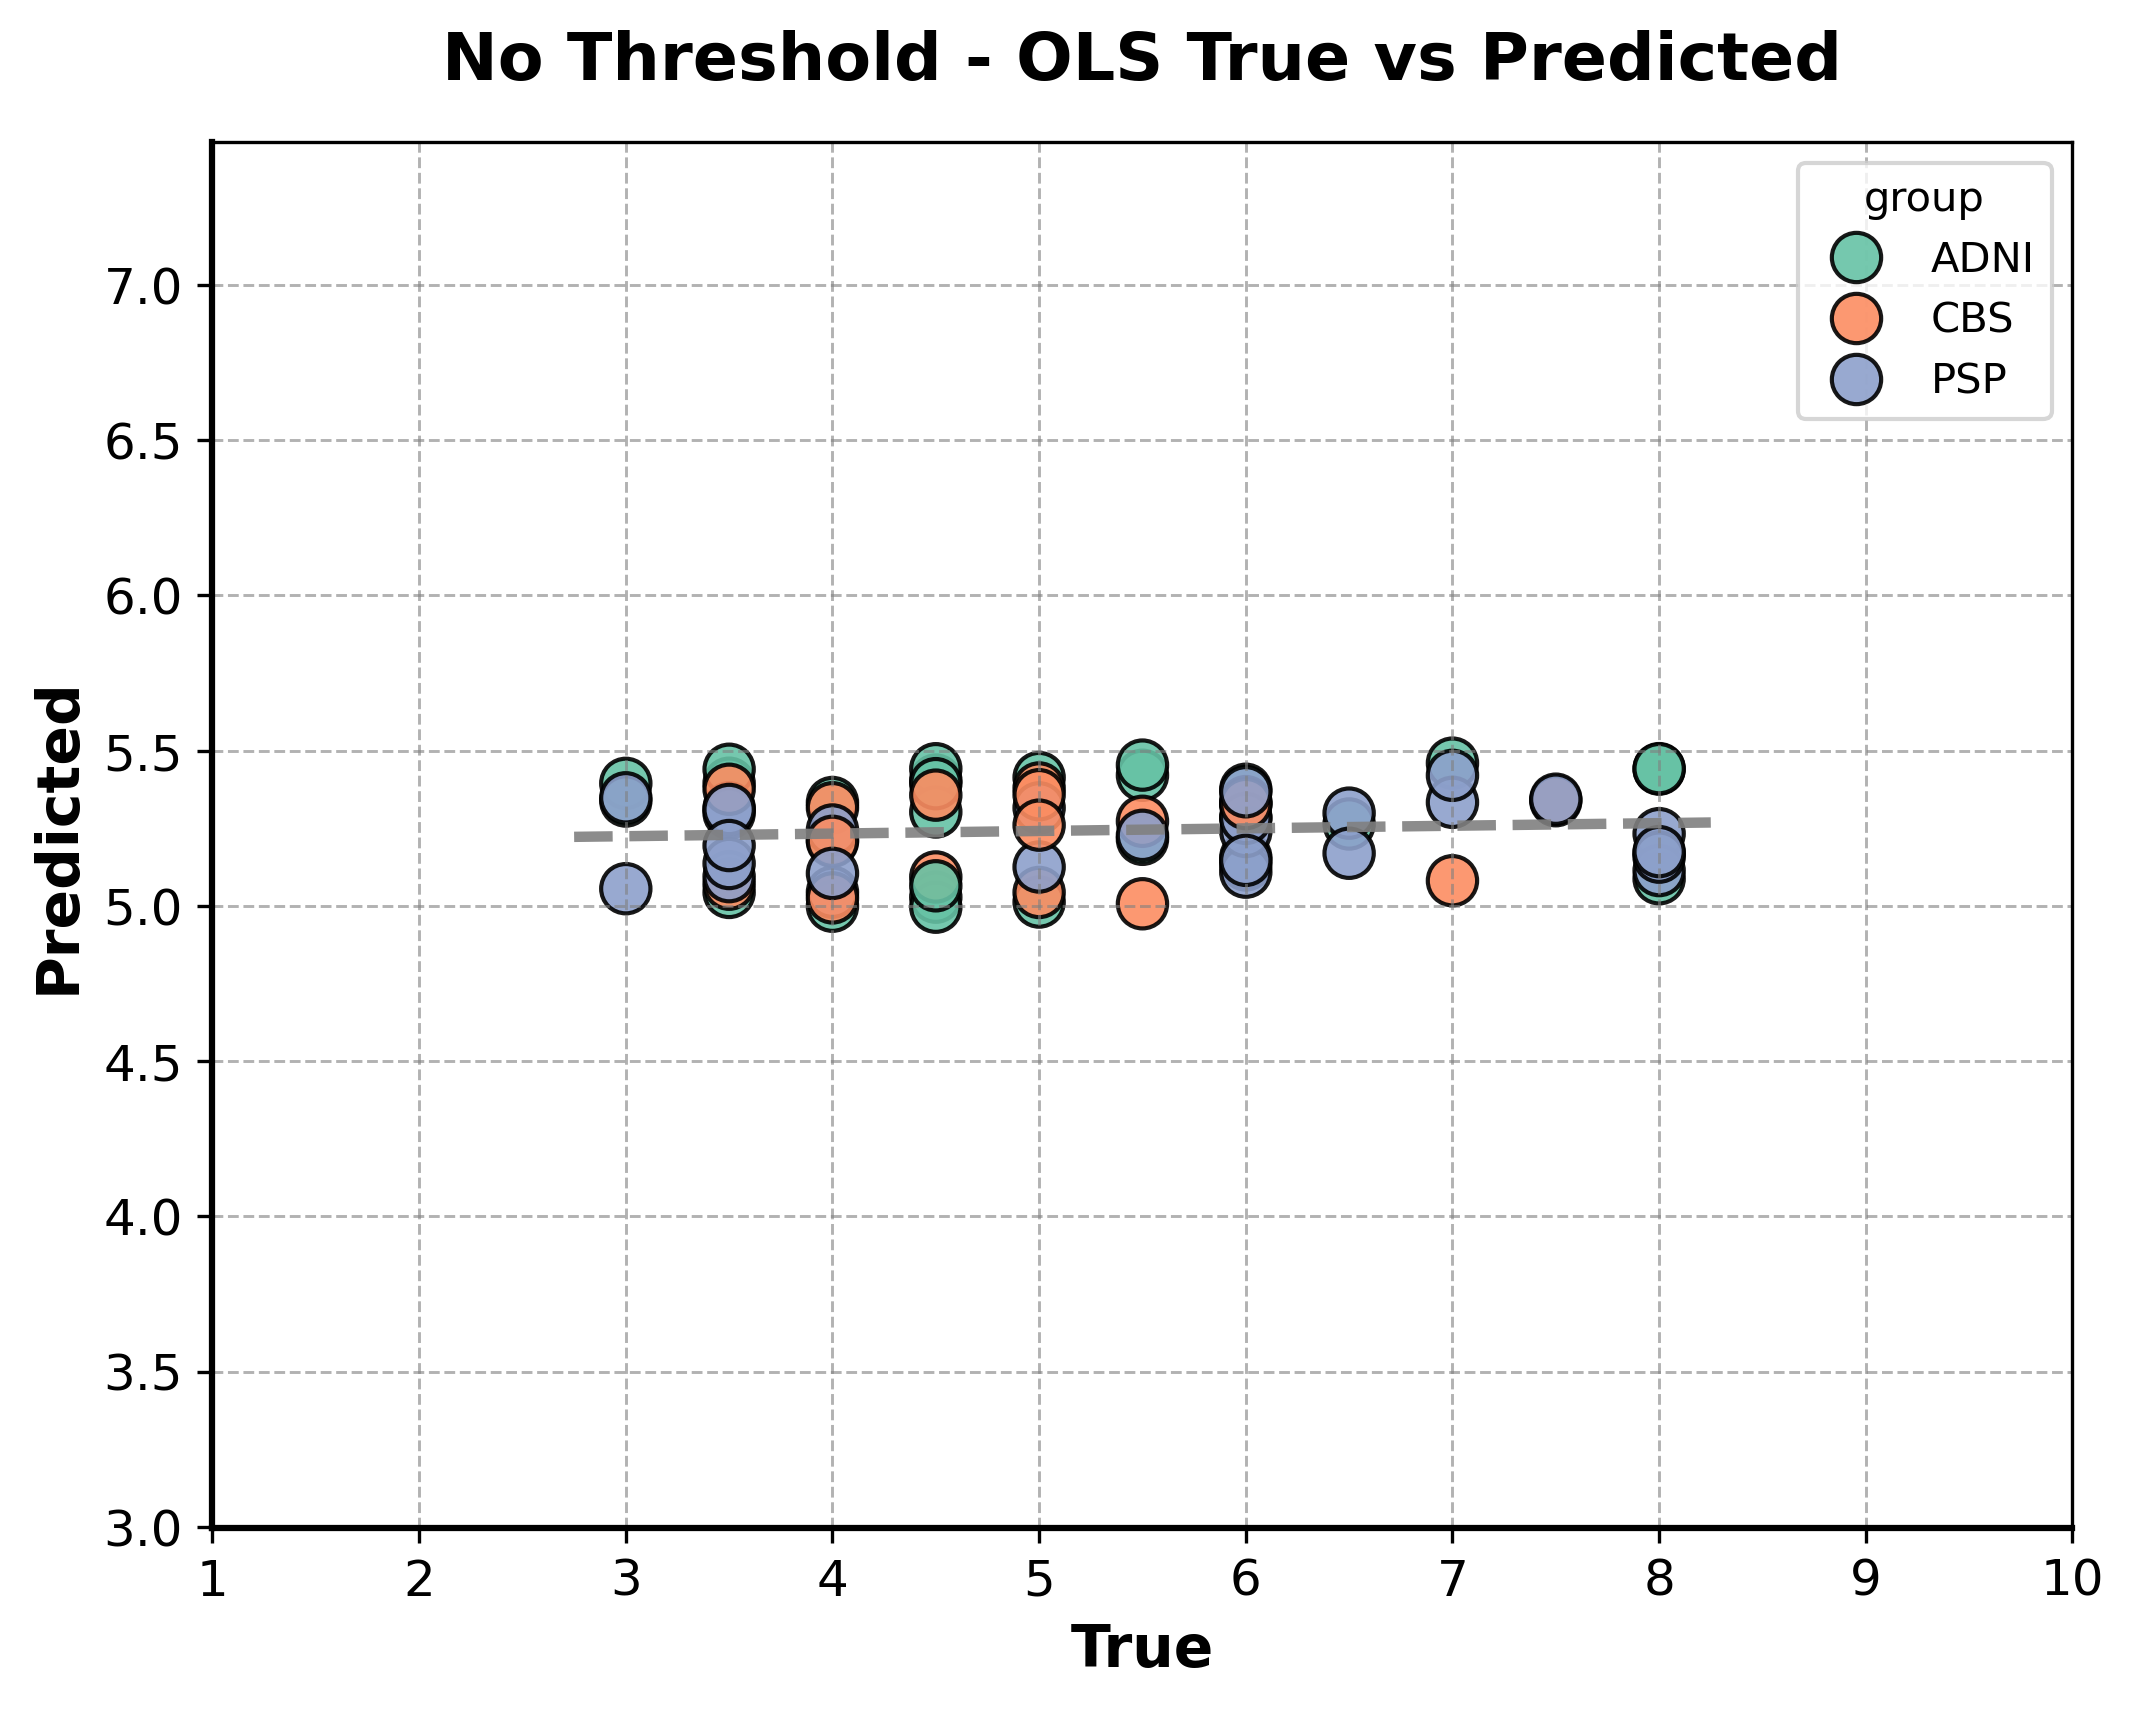 No Threshold - OLS True vs Predicted
group
ADNI
CBS
PSP
Predicted
7.0
6.5
6.0
5.5
5.0
4.5
4.0
3.5
3.0
1 2 3 4 5 6 7 8 9 10
True